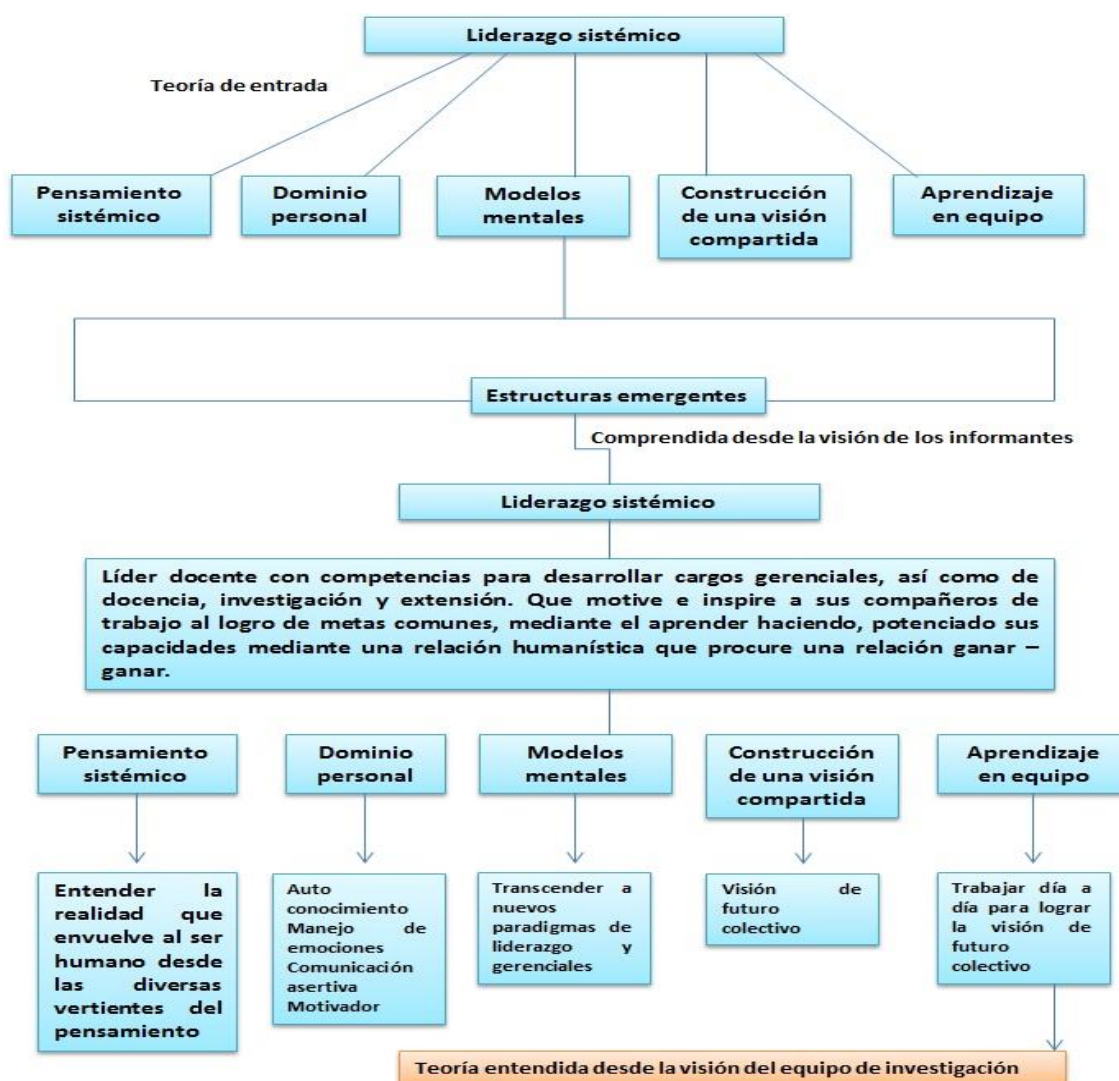 Liderazgo sistémico
Teoría de entrada
Pensamiento
sistémico
Dominio
personal
Modelos
mentales
Construcción
de una visión
compartida
Aprendizaje
en equipo
Estructuras emergentes
Comprendida desde la visión de los informantes
Liderazgo sistémico
Líder docente con competencias para desarrollar cargos gerenciales, así como de
docencia, investigación y extensión. Que motive e inspire a sus compañeros de
trabajo al logro de metas comunes, mediante el aprender haciendo, potenciado sus
capacidades mediante una relación humanística que procure una relación ganar –
ganar.
Pensamiento
sistémico
Dominio
personal
Modelos
mentales
Construcción
de una visión
compartida
Aprendizaje
en equipo
Entender la
realidad que
envuelve al ser
humano desde
las diversas
vertientes del
pensamiento
Auto
conocimiento
Manejo de
emociones
Comunicación
asertiva
Motivador
Transcender a
nuevos
paradigmas de
liderazgo y
gerenciales
Visión de
futuro
colectivo
Trabajar día a
día para lograr
la visión de
futuro
colectivo
Teoría entendida desde la visión del equipo de investigación